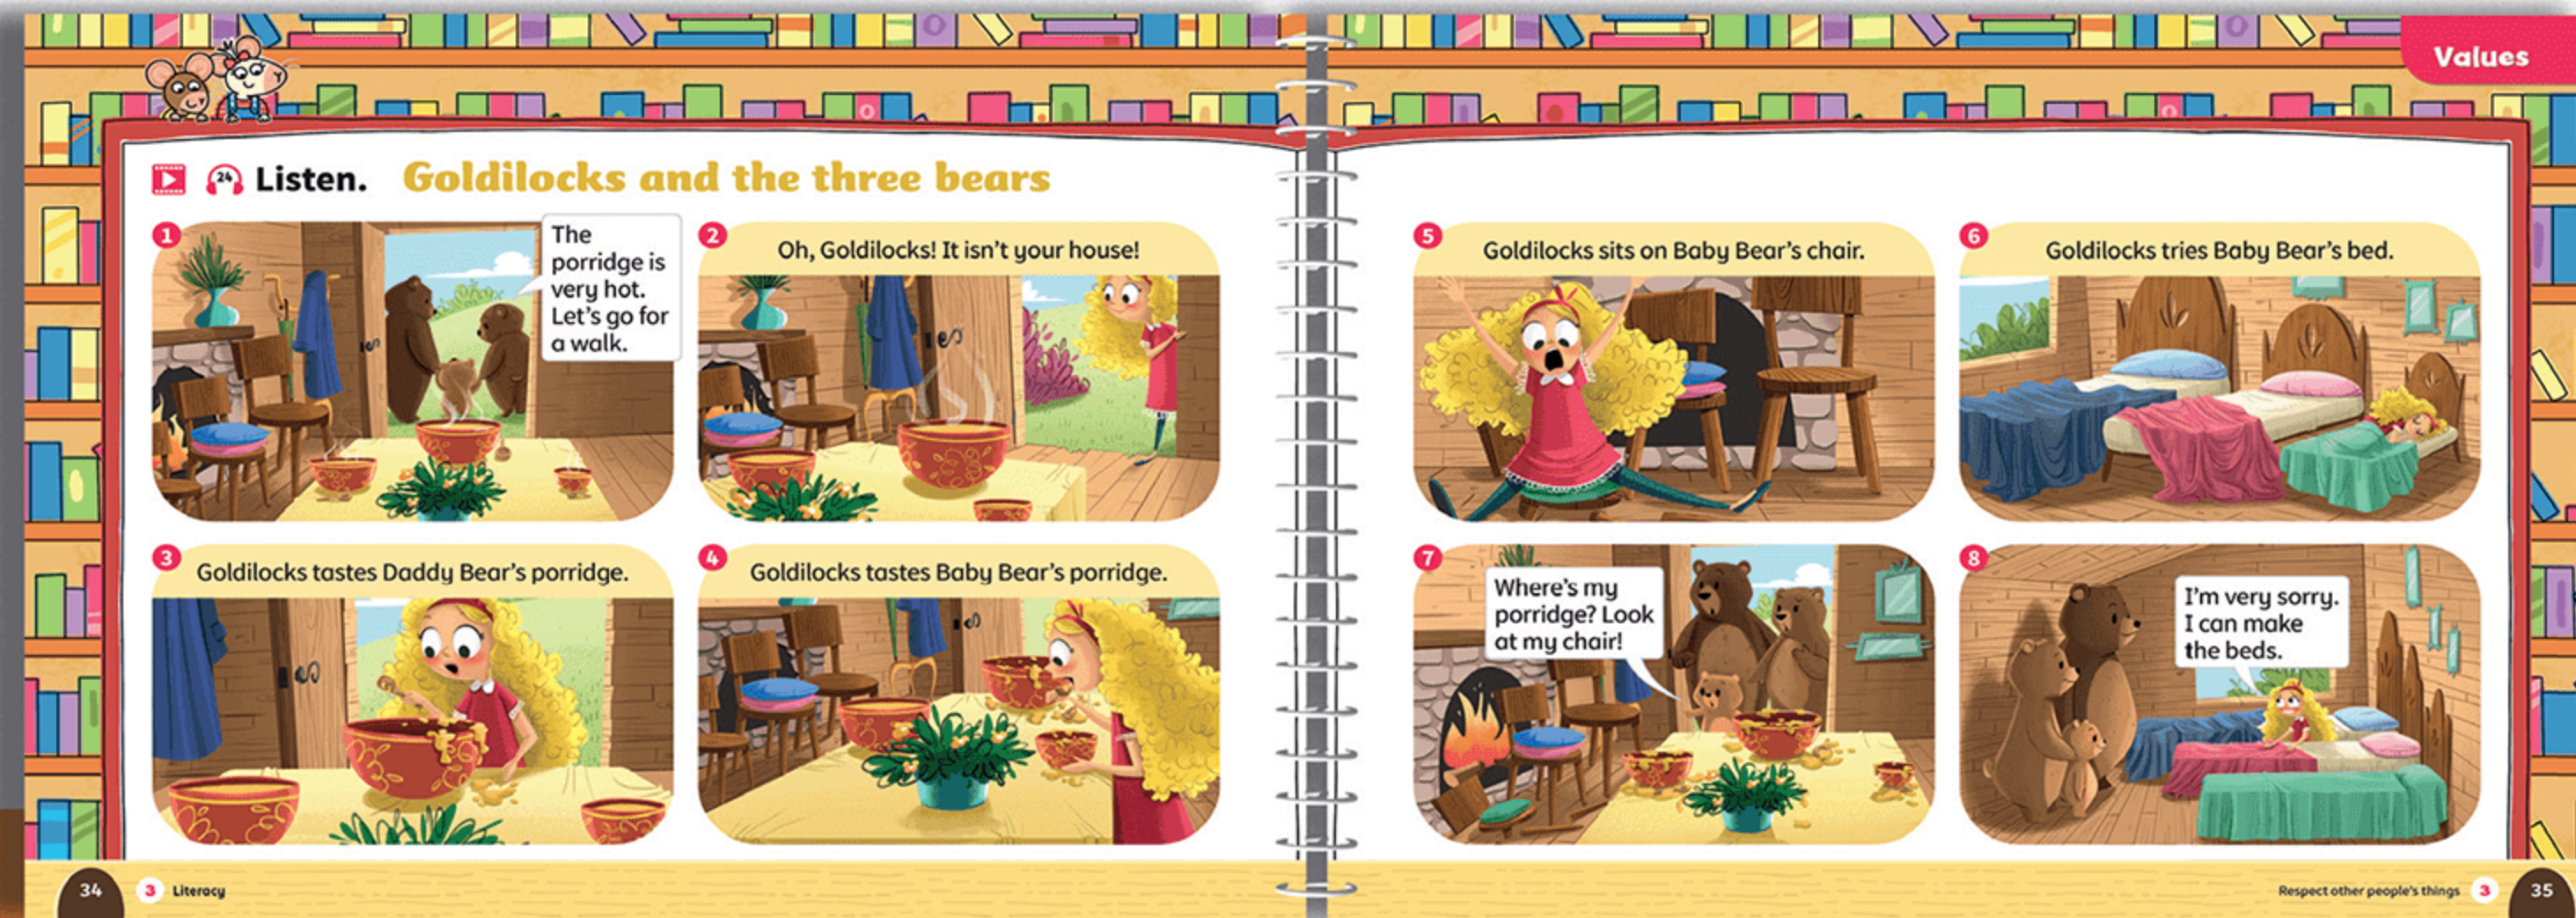 Values
24
Listen. Goldilocks and the three bears
1
The
porridge is
very hot.
Let's go for
a walk.
2
Oh, Goldilocks! It isn't your house!
3
Goldilocks tastes Daddy Bear's porridge.
4
Goldilocks tastes Baby Bear's porridge.
5
Goldilocks sits on Baby Bear's chair.
6
Goldilocks tries Baby Bear's bed.
7
Where's my
porridge? Look
at my chair!
8
I'm very sorry.
I can make
the beds.
34
3 Literacy
Respect other people's things 3
35